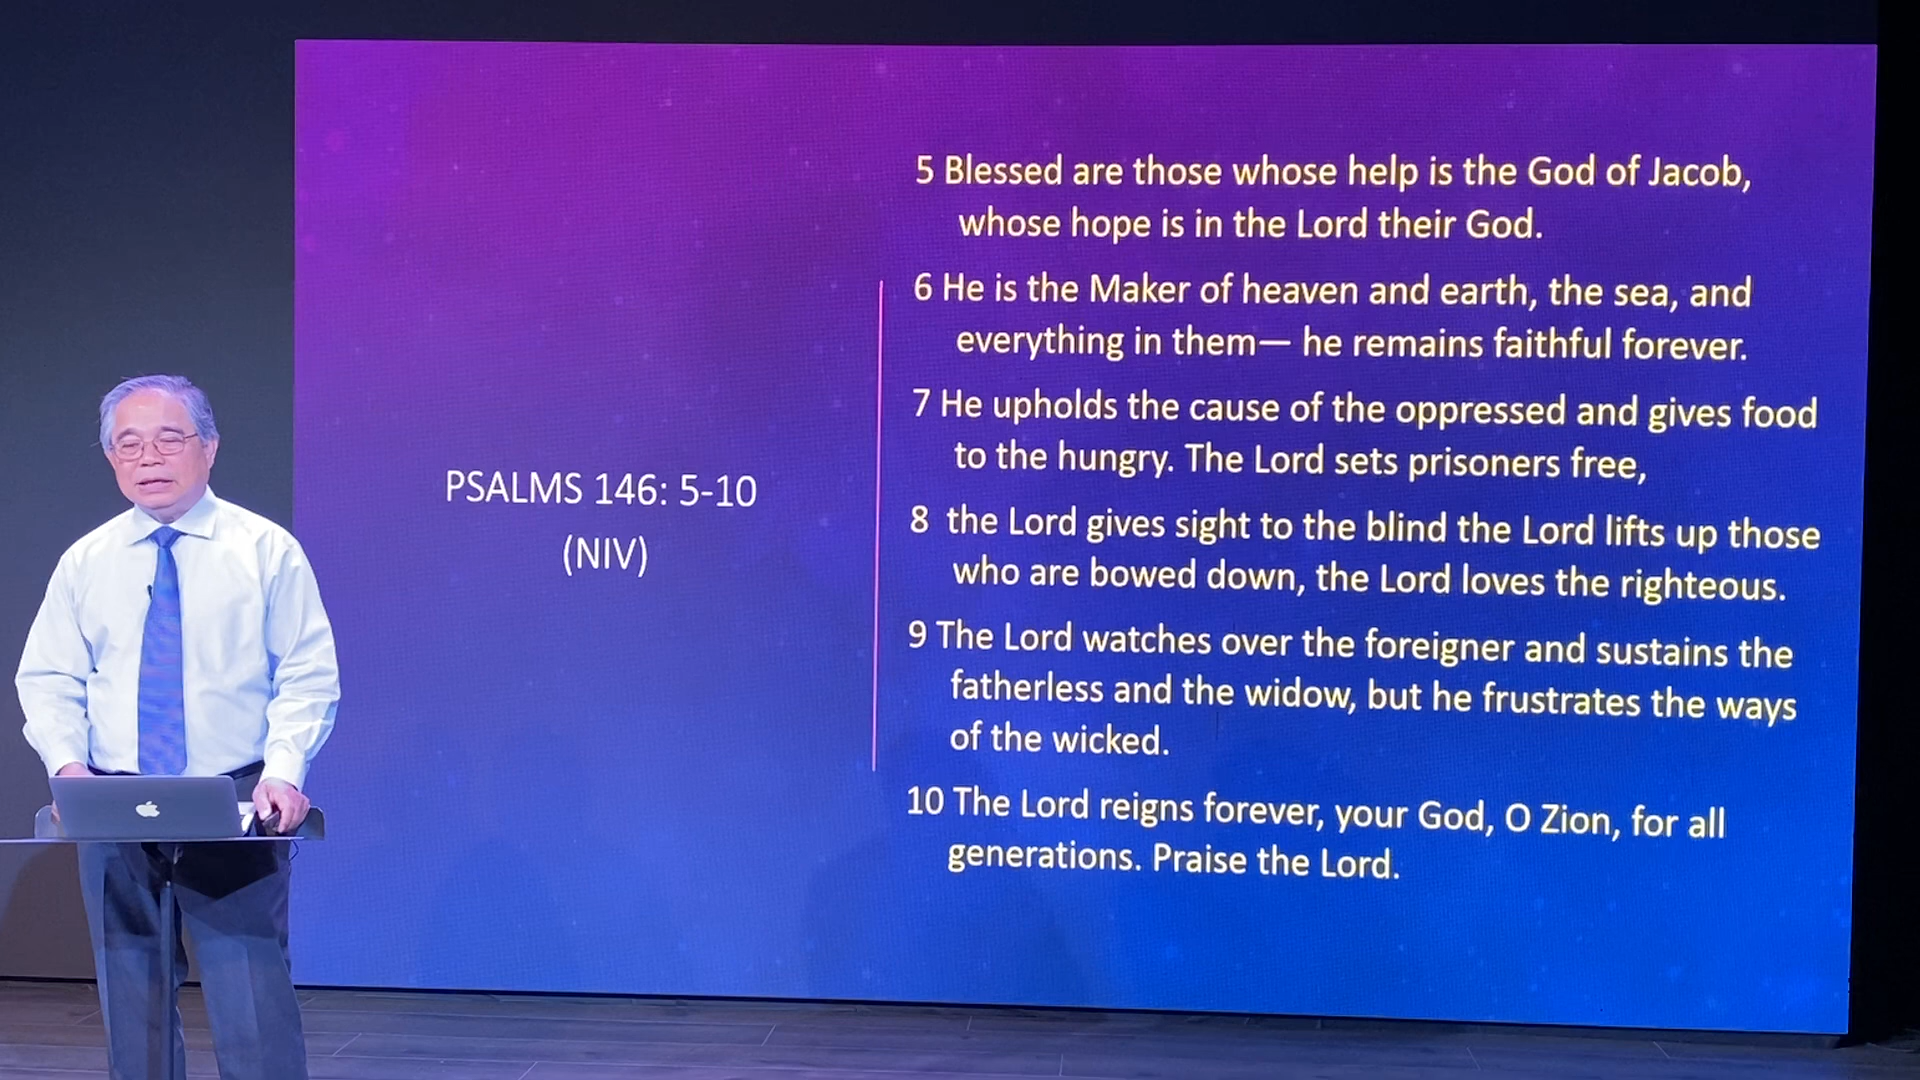 PSALMS 146: 5-10
(NIV)
5 Blessed are those whose help is the God of Jacob,
whose hope is in the Lord their God.
6 He is the Maker of heaven and earth, the sea, and
everything in them— he remains faithful forever.
7 He upholds the cause of the oppressed and gives food
to the hungry. The Lord sets prisoners free,
8 the Lord gives sight to the blind the Lord lifts up those
who are bowed down, the Lord loves the righteous.
9 The Lord watches over the foreigner and sustains the
fatherless and the widow, but he frustrates the ways
of the wicked.
10 The Lord reigns forever, your God, O Zion, for all
generations. Praise the Lord.